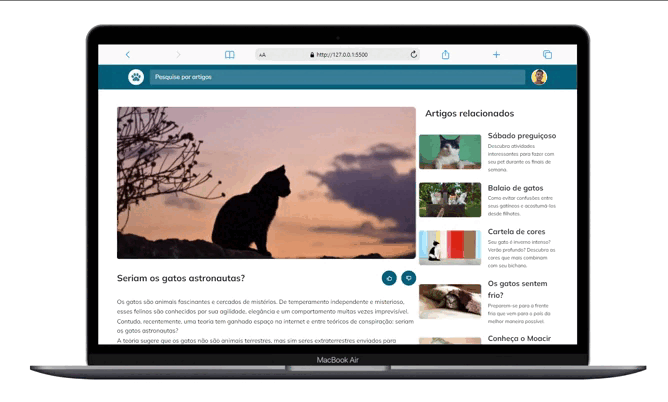 AA
http://127.0.0.1:5500
Pesquise por artigos
Artigos relacionados
Sábado preguiçoso
Descubra atividades
interessantes para fazer com
seu pet durante os finais de
semana.
Balaio de gatos
Como evitar confusões entre
seus gatíneos e acostumá-los
desde filhotes.
Cartela de cores
Seu gato é inverno intenso?
Verão profundo? Descubra as
cores que mais combinam
com seu bichano.
Os gatos sentem
frio?
Preparem-se para a frente
fria que vem para o país da
melhor maneira possível
Conheça o Moacir
Seriam os gatos astronautas?
Os gatos são animais fascinantes e cercados de mistérios. De temperamento independente e misterioso,
esses felinos são conhecidos por sua agilidade, elegância e um comportamento muitas vezes imprevisível.
Contudo, recentemente, uma teoria tem ganhado espaço na internet e entre teóricos de conspiração: seriam
os gatos astronautas?
A teoria sugere que os gatos não são animais terrestres, mas sim seres extraterrestres enviados para
MacBook Air